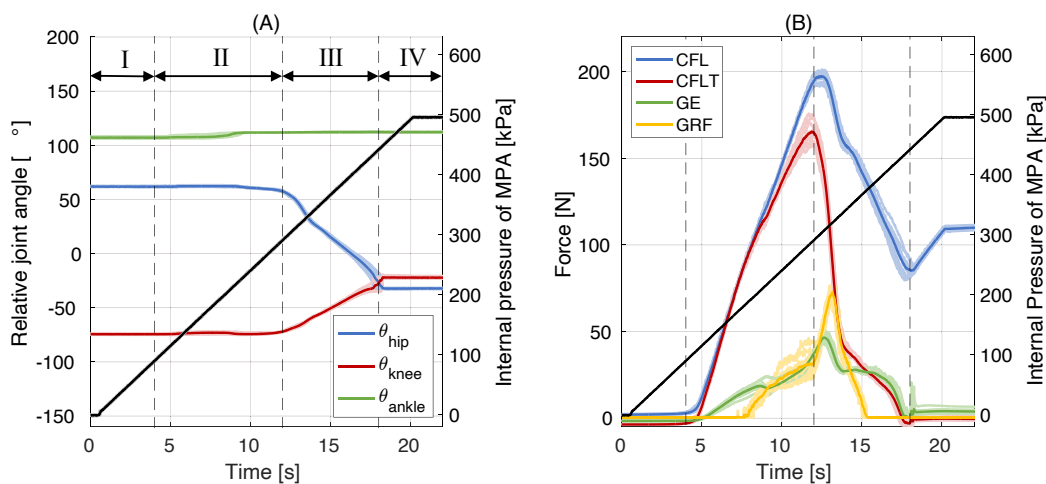 (A)
I II III IV
Relative joint angle[ °]
200
150
100
50
0
-50
-100
-150
0 5 10 15 20
Time [s]
600
500
400
300
200
100
0
Internal pressure of MPA [kPa]
θhip
θknee
θankle
(B)
Force [N]
200
150
100
50
0
0 5 10 15 20
Time [s]
600
500
400
300
200
100
0
Internal Pressure of MPA [kPa]
CFL
CFLT
GE
GRF